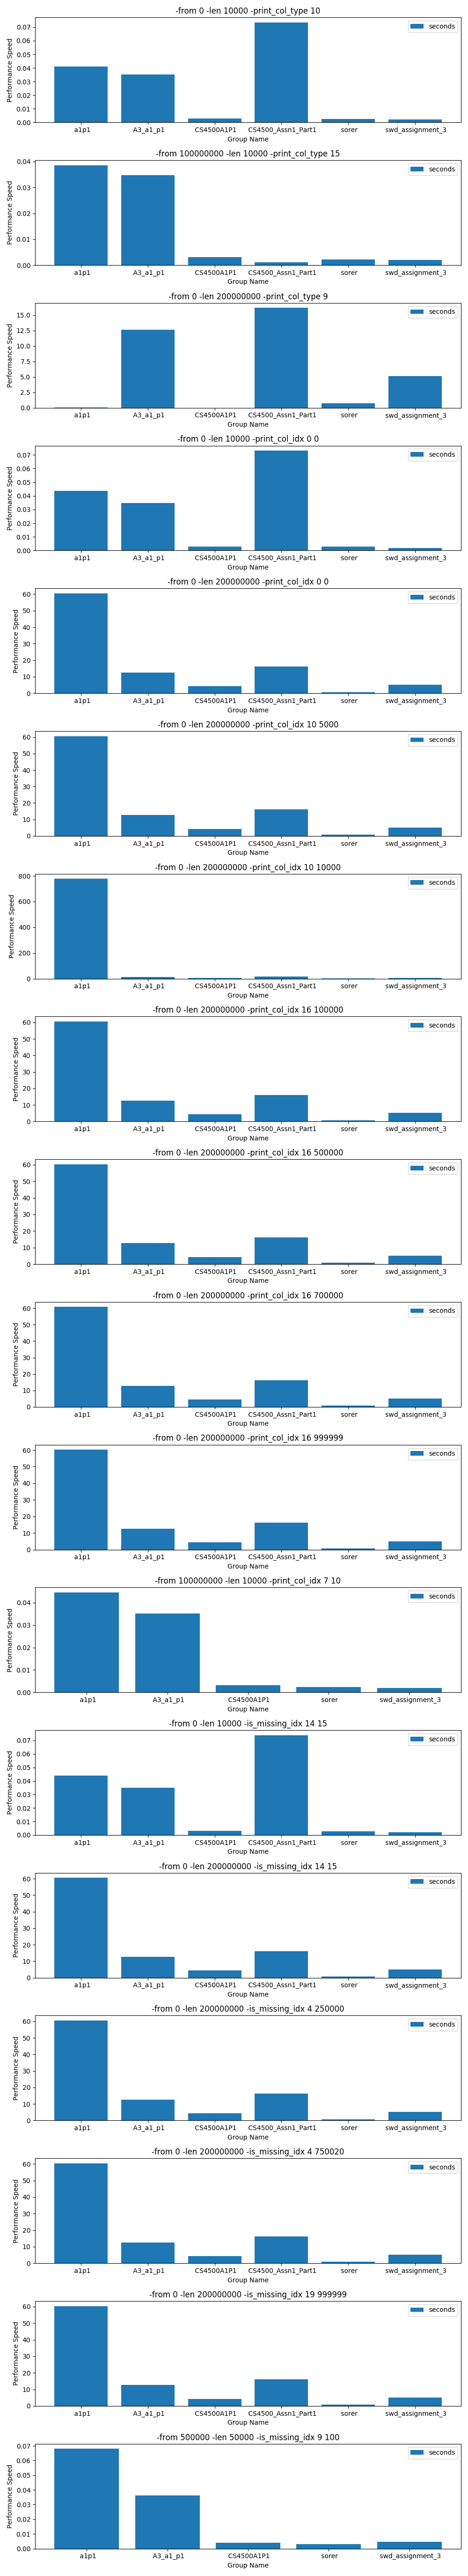 -from 0 -len 10000 -print_col_type 10
Performance Speed
0.07
0.06
0.05
0.04
0.03
0.02
0.01
0.00
seconds
a1p1 A3_a1_p1 CS4500A1P1 CS4500_Assn1_Part1 sorer swd_assignment_3
Group Name
-from 100000000 -len 10000 -print_col_type 15
Performance Speed
0.04
0.03
0.02
0.01
0.00
seconds
a1p1 A3_a1_p1 CS4500A1P1 CS4500_Assn1_Part1 sorer swd_assignment_3
Group Name
-from 0 -len 200000000 -print_col_type 9
Performance Speed
15.0
12.5
10.0
7.5
5.0
2.5
0.0
seconds
a1p1 A3_a1_p1 CS4500A1P1 CS4500_Assn1_Part1 sorer swd_assignment_3
Group Name
-from 0 -len 10000 -print_col_idx 0 0
Performance Speed
0.07
0.06
0.05
0.04
0.03
0.02
0.01
0.00
seconds
a1p1 A3_a1_p1 CS4500A1P1 CS4500_Assn1_Part1 sorer swd_assignment_3
Group Name
-from 0 -len 200000000 -print_col_idx 0 0
Performance Speed
60
50
40
30
20
10
0
seconds
a1p1 A3_a1_p1 CS4500A1P1 CS4500_Assn1_Part1 sorer swd_assignment_3
Group Name
-from 0 -len 200000000 -print_col_idx 10 5000
Performance Speed
60
50
40
30
20
10
0
seconds
a1p1 A3_a1_p1 CS4500A1P1 CS4500_Assn1_Part1 sorer swd_assignment_3
Group Name
-from 0 -len 200000000 -print_col_idx 10 10000
Performance Speed
800
600
400
200
0
seconds
a1p1 A3_a1_p1 CS4500A1P1 CS4500_Assn1_Part1 sorer swd_assignment_3
Group Name
-from 0 -len 200000000 -print_col_idx 16 100000
Performance Speed
60
50
40
30
20
10
0
seconds
a1p1 A3_a1_p1 CS4500A1P1 CS4500_Assn1_Part1 sorer swd_assignment_3
Group Name
-from 0 -len 200000000 -print_col_idx 16 500000
Performance Speed
60
50
40
30
20
10
0
seconds
a1p1 A3_a1_p1 CS4500A1P1 CS4500_Assn1_Part1 sorer swd_assignment_3
Group Name
-from 0 -len 200000000 -print_col_idx 16 700000
Performance Speed
60
50
40
30
20
10
0
seconds
a1p1 A3_a1_p1 CS4500A1P1 CS4500_Assn1_Part1 sorer swd_assignment_3
Group Name
-from 0 -len 200000000 -print_col_idx 16 999999
Performance Speed
60
50
40
30
20
10
0
seconds
a1p1 A3_a1_p1 CS4500A1P1 CS4500_Assn1_Part1 sorer swd_assignment_3
Group Name
-from 100000000 -len 10000 -print_col_idx 7 10
Performance Speed
0.04
0.03
0.02
0.01
0.00
seconds
a1p1 A3_a1_p1 CS4500A1P1 sorer swd_assignment_3
Group Name
-from 0 -len 10000 -is_missing_idx 14 15
Performance Speed
0.07
0.06
0.05
0.04
0.03
0.02
0.01
0.00
seconds
a1p1 A3_a1_p1 CS4500A1P1 CS4500_Assn1_Part1 sorer swd_assignment_3
Group Name
-from 0 -len 200000000 -is_missing_idx 14 15
Performance Speed
60
50
40
30
20
10
0
seconds
a1p1 A3_a1_p1 CS4500A1P1 CS4500_Assn1_Part1 sorer swd_assignment_3
Group Name
-from 0 -len 200000000 -is_missing_idx 4 250000
Performance Speed
60
50
40
30
20
10
0
seconds
a1p1 A3_a1_p1 CS4500A1P1 CS4500_Assn1_Part1 sorer swd_assignment_3
Group Name
-from 0 -len 200000000 -is_missing_idx 4 750020
Performance Speed
60
50
40
30
20
10
0
seconds
a1p1 A3_a1_p1 CS4500A1P1 CS4500_Assn1_Part1 sorer swd_assignment_3
Group Name
-from 0 -len 200000000 -is_missing_idx 19 999999
Performance Speed
60
50
40
30
20
10
0
seconds
a1p1 A3_a1_p1 CS4500A1P1 CS4500_Assn1_Part1 sorer swd_assignment_3
Group Name
-from 500000 -len 50000 -is_missing_idx 9 100
Performance Speed
0.07
0.06
0.05
0.04
0.03
0.02
0.01
0.00
seconds
a1p1 A3_a1_p1 CS4500A1P1 sorer swd_assignment_3
Group Name